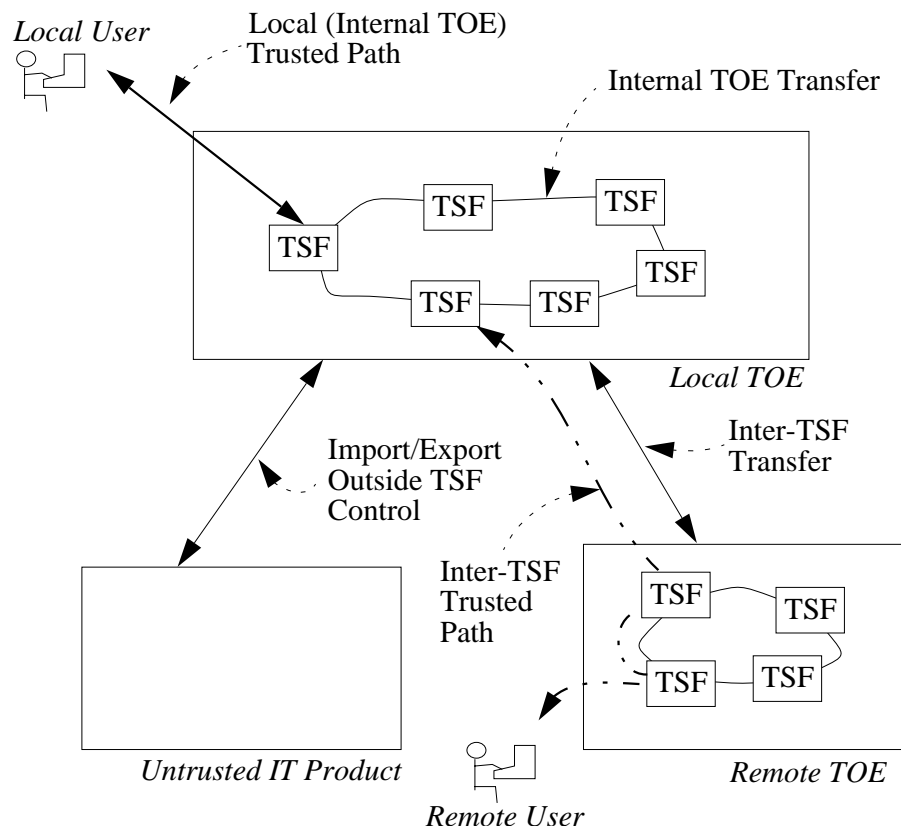 Local User
Local (Internal TOE)
Trusted Path
Internal TOE Transfer
TSF
TSF
TSF
TSF
TSF
TSF
Local TOE
Import/Export
Outside TSF
Control
Inter-TSF
Transfer
Inter-TSF
Trusted
Path
TSF
TSF
TSF
TSF
Untrusted IT Product
Remote TOE
Remote User